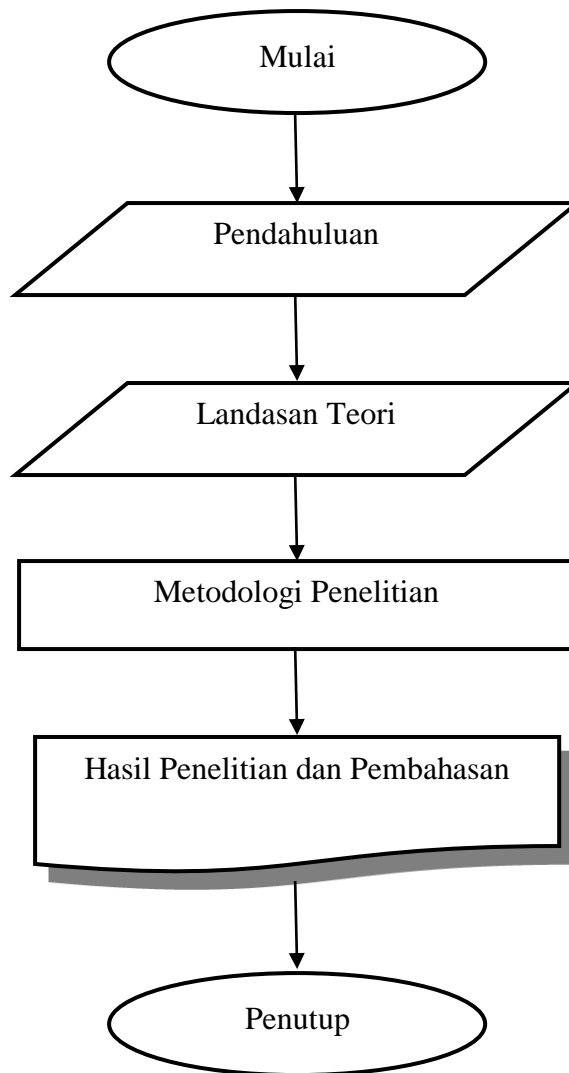 Mulai
Pendahuluan
Landasan Teori
Metodologi Penelitian
Hasil Penelitian dan Pembahasan
Penutup